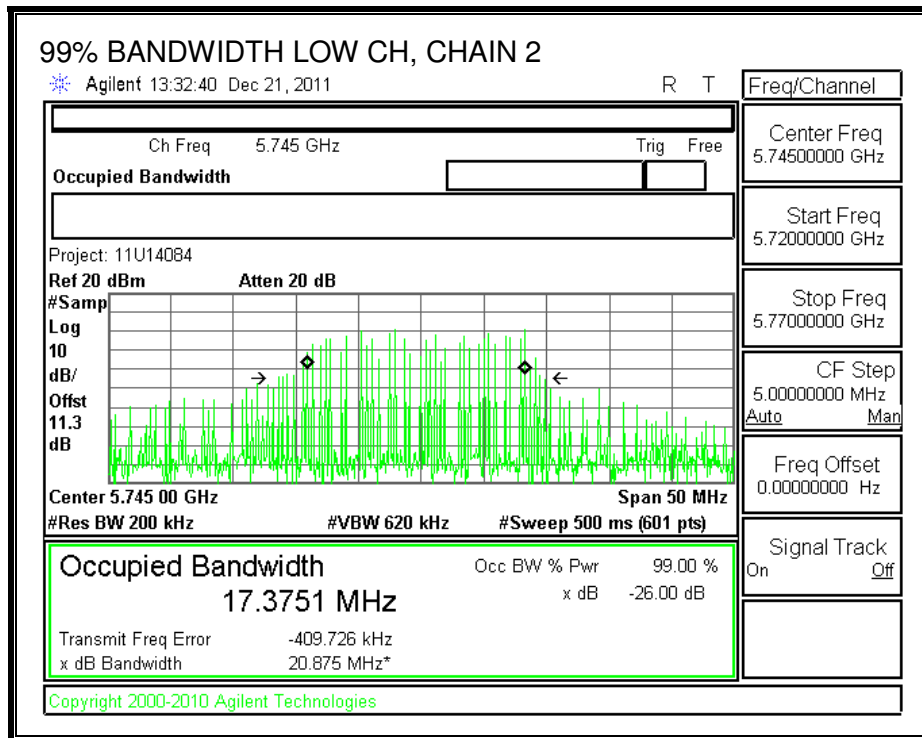 99% BANDWIDTH LOW CH, CHAIN 2
Agilent 13:32:40 Dec 21, 2011 R T
Ch Freq 5.745 GHz Trig Free
Occupied Bandwidth
Project: 11U14084
Ref 20 dBm Atten 20 dB
#Samp
Log
10
dB/
Offst
11.3
dB
Center 5.745 00 GHz Span 50 MHz
#Res BW 200 kHz #VBW 620 kHz #Sweep 500 ms (601 pts)
Occupied Bandwidth Occ BW % Pwr 99.00 %
17.3751 MHz x dB -26.00 dB
Transmit Freq Error -409.726 kHz
x dB Bandwidth 20.875 MHz*
Copyright 2000-2010 Agilent Technologies
Freq/Channel
Center Freq
5.74500000 GHz
Start Freq
5.72000000 GHz
Stop Freq
5.77000000 GHz
CF Step
5.00000000 MHz
Auto Man
Freq Offset
0.00000000 Hz
Signal Track
On Off